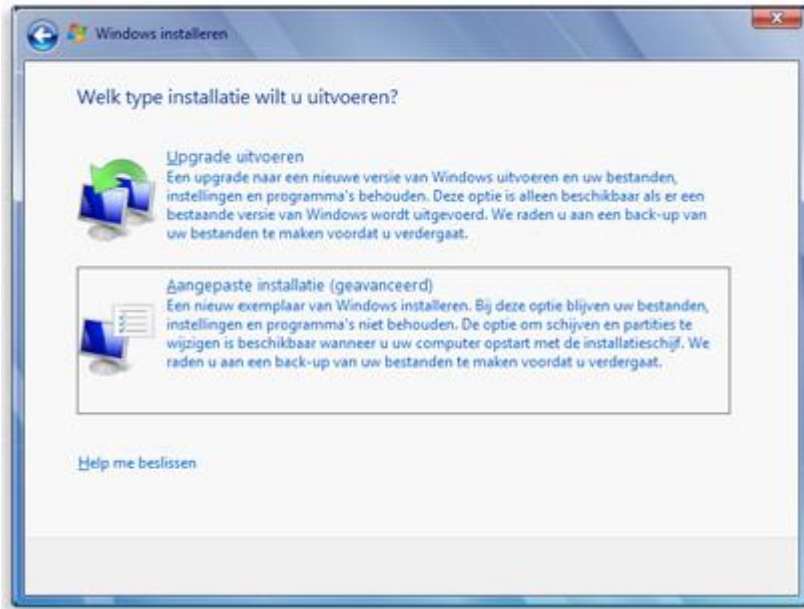 Windows installeren
Welk type installatie wilt u uitvoeren?
Upgrade uitvoeren
Een upgrade naar een nieuwe versie van Windows uitvoeren en uw bestanden,
instellingen en programma's behouden. Deze optie is alleen beschikbaar als er een
bestaande versie van Windows wordt uitgevoerd. We raden u aan een back-up van
uw bestanden te maken voordat u verdergaat.
Aangepaste installatie (geavanceerd)
Een nieuw exemplaar van Windows installeren. Bij deze optie blijven uw bestanden,
instellingen en programma's niet behouden. De optie om schijven en partities te
wijzigen is beschikbaar wanneer u uw computer opstart met de installatieschijf. We
raden u aan een back-up van uw bestanden te maken voordat u verdergaat.
Help me beslissen